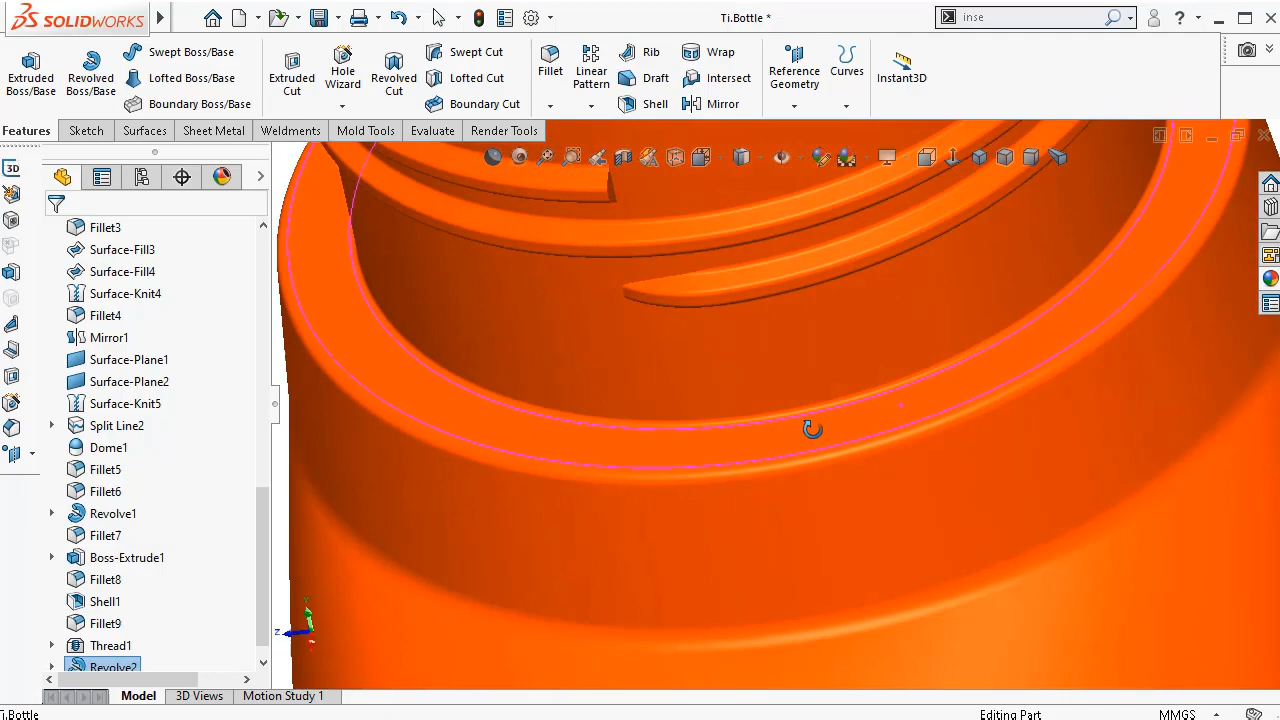 SOLIDWORKS
Ti.Bottle *
inse
Extruded Boss/Base
Revolved Boss/Base
Swept Boss/Base
Lofted Boss/Base
Boundary Boss/Base
Extruded Cut
Hole Wizard
Revolved Cut
Swept Cut
Lofted Cut
Boundary Cut
Fillet
Linear Pattern
Rib
Draft
Shell
Wrap
Intersect
Mirror
Reference Geometry
Curves
Instant3D
Features
Sketch
Surfaces
Sheet Metal
Weldments
Mold Tools
Evaluate
Render Tools
3D
Fillet3
Surface-Fill3
Surface-Fill4
Surface-Knit4
Fillet4
Mirror1
Surface-Plane1
Surface-Plane2
Surface-Knit5
Split Line2
Dome1
Fillet5
Fillet6
Revolve1
Fillet7
Boss-Extrude1
Fillet8
Shell1
Fillet9
Thread1
Revolve2
Z
Model
3D Views
Motion Study 1
Ti.Bottle
Editing Part
MMGS